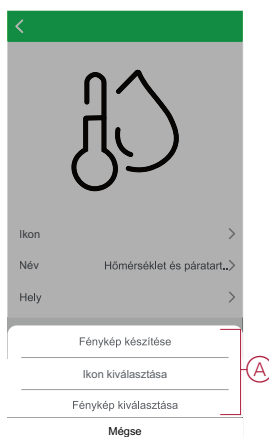 Ikon
Név Hőmérséklet és páratart..
Hely
Fénykép készítése
Ikon kiválasztása
A
Fénykép kiválasztása
Mégse